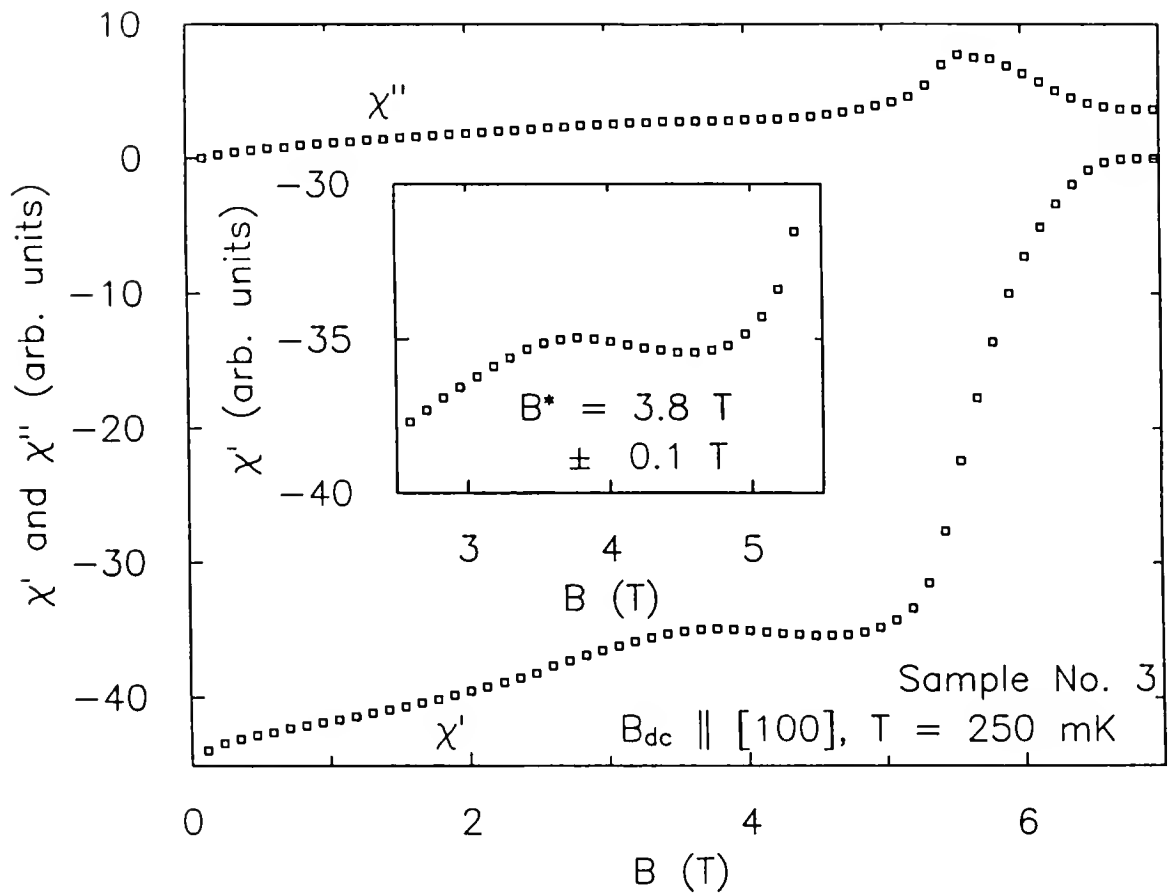 10
0
−10
−20
−30
−40
χ' and χ'' (arb. units)
χ''
−30
−35
−40
χ' (arb. units)
B* = 3.8 T
± 0.1 T
3 4 5
B (T)
χ'
Sample No. 3
B_dc ∥ [100], T = 250 mK
0 2 4 6
B (T)